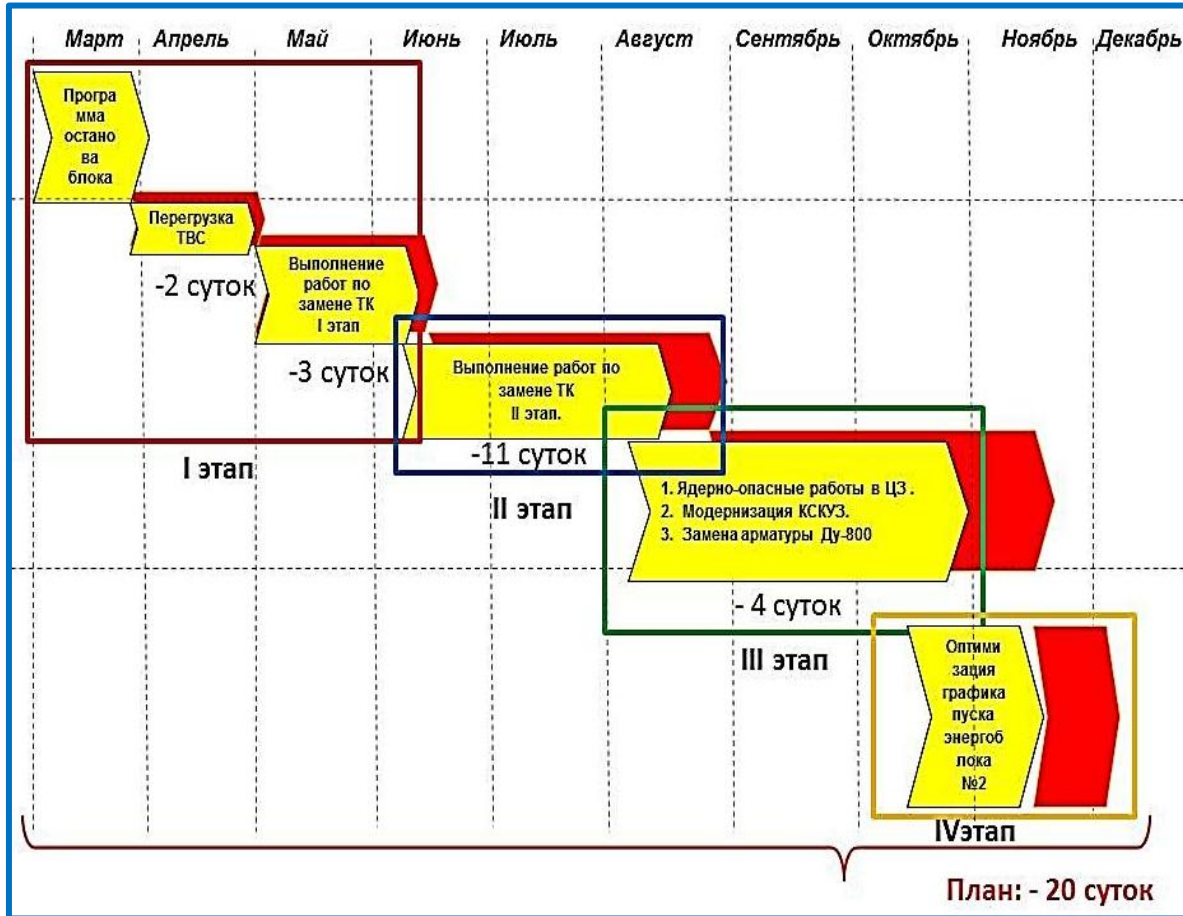 Март Апрель Май Июнь Июль Август Сентябрь Октябрь Ноябрь Декабрь
Програ
мма
остано
ва
блока
Перегрузка
ТВС
-2 суток
Выполнение
работ по
замене ТК
I этап
-3 суток
I этап
Выполнение работ по
замене ТК
II этап.
-11 суток
II этап
1. Ядерно-опасные работы в ЦЗ .
2. Модернизация КСКУЗ.
3. Замена арматуры Ду-800
- 4 суток
III этап
Оптими
зация
графика
пуска
энергоб
лока
№2
IVэтап
План: - 20 суток